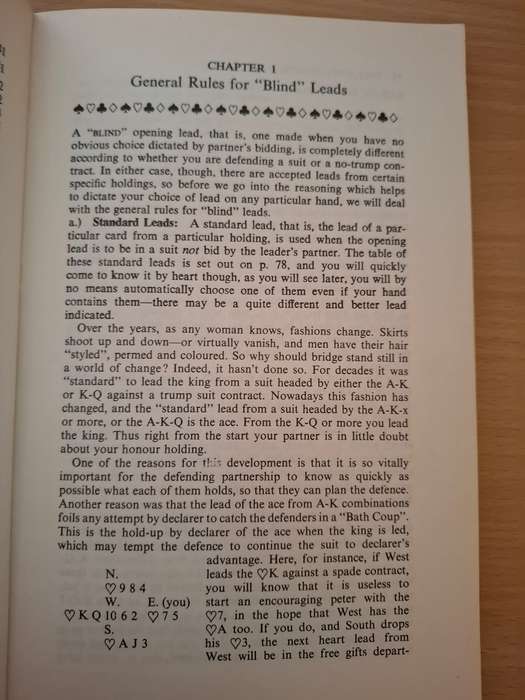 CHAPTER 1
General Rules for "Blind" Leads
♠♡♣♢♠♡♣♢♠♡♣♢♠♡♣♢♠♡♣♢♠♡♣♢♠♡♣♢
A "BLIND" opening lead, that is, one made when you have no
obvious choice dictated by partner's bidding, is completely different
according to whether you are defending a suit or a no-trump con-
tract. In either case, though, there are accepted leads from certain
specific holdings, so before we go into the reasoning which helps
to dictate your choice of lead on any particular hand, we will deal
with the general rules for "blind" leads.
a.) Standard Leads: A standard lead, that is, the lead of a par-
ticular card from a particular holding, is used when the opening
lead is to be in a suit not bid by the leader's partner. The table of
these standard leads is set out on p. 78, and you will quickly
come to know it by heart though, as you will see later, you will by
no means automatically choose one of them even if your hand
contains them—there may be a quite different and better lead
indicated.
Over the years, as any woman knows, fashions change. Skirts
shoot up and down—or virtually vanish, and men have their hair
"styled", permed and coloured. So why should bridge stand still in
a world of change? Indeed, it hasn't done so. For decades it was
"standard" to lead the king from a suit headed by either the A-K
or K-Q against a trump suit contract. Nowadays this fashion has
changed, and the "standard" lead from a suit headed by the A-K-x
or more, or the A-K-Q is the ace. From the K-Q or more you lead
the king. Thus right from the start your partner is in little doubt
about your honour holding.
One of the reasons for this development is that it is so vitally
important for the defending partnership to know as quickly as
possible what each of them holds, so that they can plan the defence.
Another reason was that the lead of the ace from A-K combinations
foils any attempt by declarer to catch the defenders in a "Bath Coup".
This is the hold-up by declarer of the ace when the king is led,
which may tempt the defence to continue the suit to declarer's
advantage. Here, for instance, if West
leads the ♡K against a spade contract,
you will know that it is useless to
start an encouraging peter with the
♡7, in the hope that West has the
♡A too. If you do, and South drops
his ♡3, the next heart lead from
West will be in the free gifts depart-
N.
♡ 9 8 4
W. E. (you)
♡ K Q 10 6 2 ♡ 7 5
S.
♡ A J 3